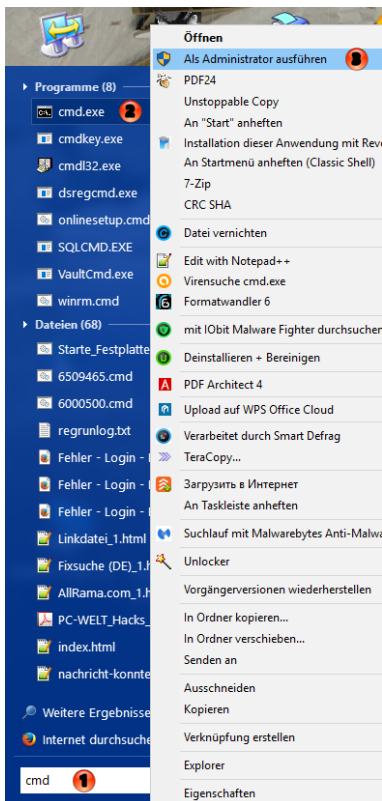 Programme (8)
cmd.exe 2
cmdkey.exe
cmdl32.exe
dsregcmd.exe
onlinesetup.cmd
SQLCMD.EXE
VaultCmd.exe
winrm.cmd
Dateien (68)
Starte_Festplatte
6509465.cmd
6000500.cmd
regrunlog.txt
Fehler - Login -
Fehler - Login -
Fehler - Login -
Linkdatei_1.html
Fixsuche (DE)_1.h
AllRama.com_1.h
PC-WELT_Hacks_
index.html
nachricht-konnte
Weitere Ergebnisse
Internet durchsuche
cmd 1
Öffnen
Als Administrator ausführen 3
PDF24
Unstoppable Copy
An "Start" anheften
Installation dieser Anwendung mit Revo
An Startmenü anheften (Classic Shell)
7-Zip
CRC SHA
Datei vernichten
Edit with Notepad++
Virensuche cmd.exe
Formatwandler 6
mit IObit Malware Fighter durchsuchen
Deinstallieren + Bereinigen
PDF Architect 4
Upload auf WPS Office Cloud
Verarbeitet durch Smart Defrag
TeraCopy...
Загрузить в Интернет
An Taskleiste anheften
Suchlauf mit Malwarebytes Anti-Malwa
Unlocker
Vorgängerversionen wiederherstellen
In Ordner kopieren...
In Ordner verschieben...
Senden an
Ausschneiden
Kopieren
Verknüpfung erstellen
Explorer
Eigenschaften